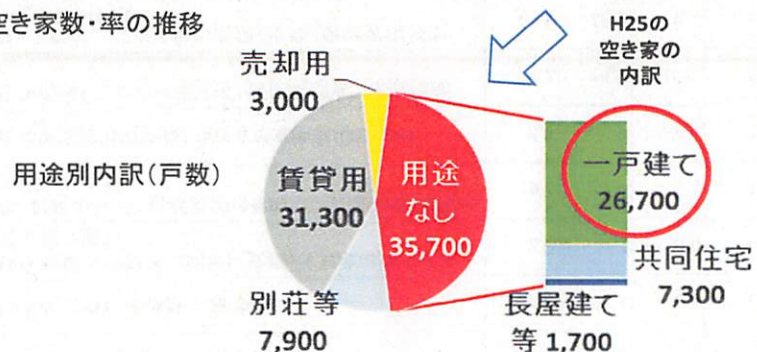 空き家数・率の推移
H25の
空き家の
内訳
売却用
3,000
用途別内訳(戸数)
賃貸用
31,300
用途
なし
35,700
一戸建て
26,700
共同住宅
7,300
別荘等
7,900
長屋建て
等 1,700